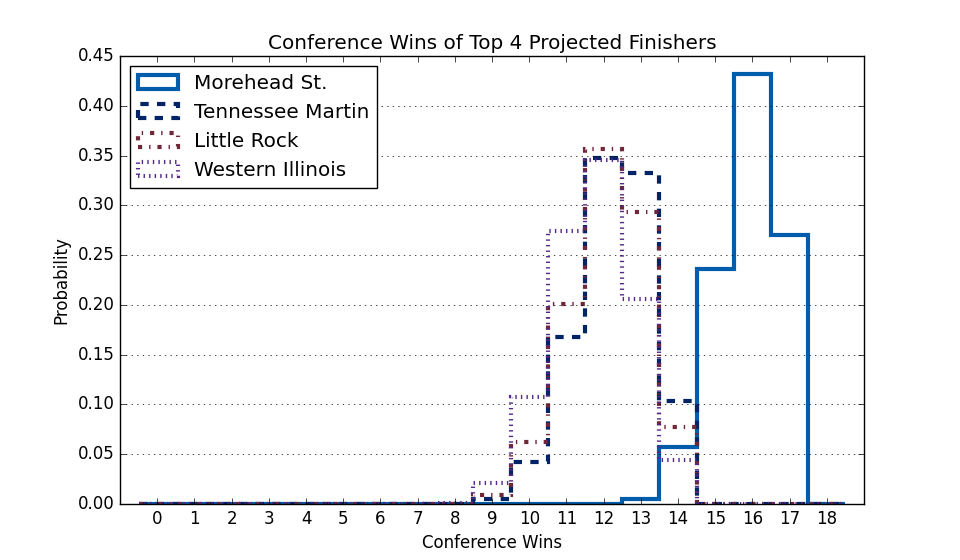 Conference Wins of Top 4 Projected Finishers
0.45
0.40
0.35
0.30
0.25
0.20
0.15
0.10
0.05
0.00
Probability
Morehead St.
Tennessee Martin
Little Rock
Western Illinois
0 1 2 3 4 5 6 7 8 9 10 11 12 13 14 15 16 17 18
Conference Wins